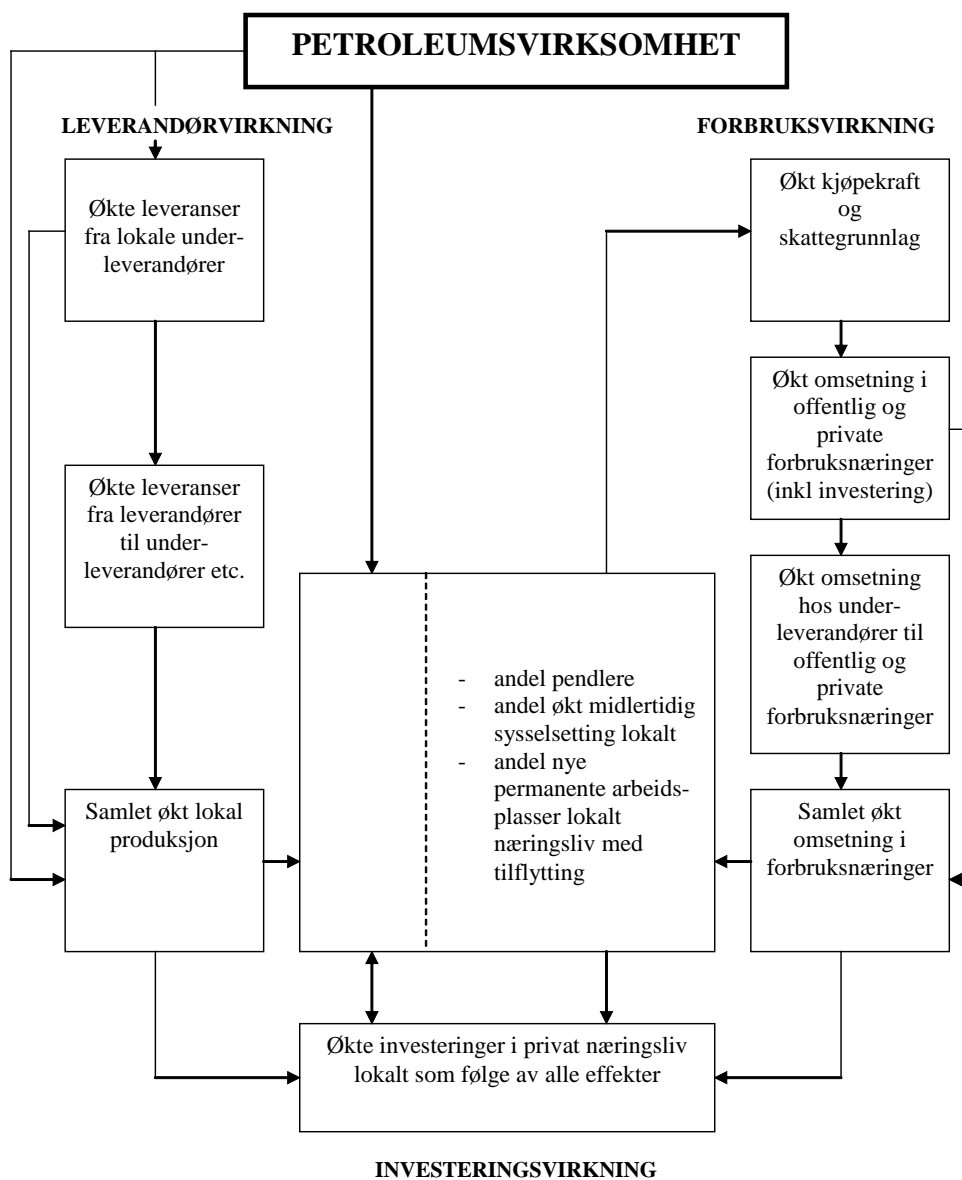 PETROLEUMSVIRKSOMHET
LEVERANDØRVIRKNING
Økte leveranser
fra lokale under-
leverandører
Økte leveranser
fra leverandører
til under-
leverandører etc.
Samlet økt lokal
produksjon
-   andel pendlere
-   andel økt midlertidig
sysselsetting lokalt
-   andel nye
permanente arbeids-
plasser lokalt
næringsliv med
tilflytting
FORBRUKSVIRKNING
Økt kjøpekraft
og
skattegrunnlag
Økt omsetning i
offentlig og
private
forbruksnæringer
(inkl investering)
Økt omsetning
hos under-
leverandører til
offentlig og
private
forbruksnæringer
Samlet økt
omsetning i
forbruksnæringer
Økte investeringer i privat næringsliv
lokalt som følge av alle effekter
INVESTERINGSVIRKNING